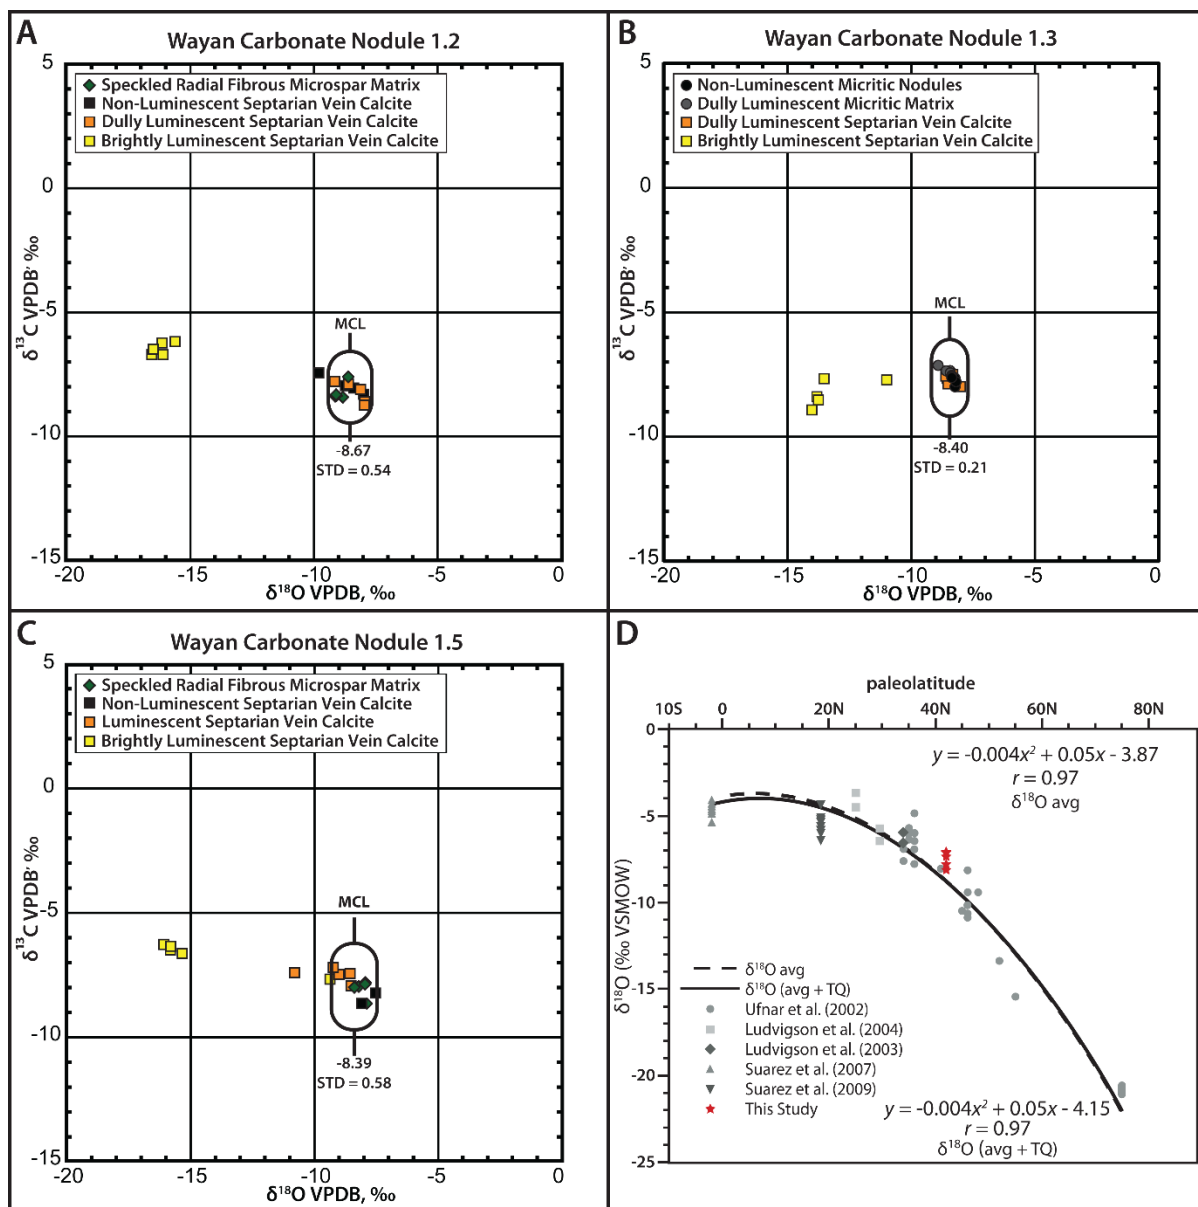 A
Wayan Carbonate Nodule 1.2
5
0
-5
-10
-15
δ¹³C VPDB, ‰
Speckled Radial Fibrous Microspar Matrix
Non-Luminescent Septarian Vein Calcite
Dully Luminescent Septarian Vein Calcite
Brightly Luminescent Septarian Vein Calcite
MCL
-8.67
STD = 0.54
-20
-15
-10
-5
0
δ¹⁸O VPDB, ‰
B
Wayan Carbonate Nodule 1.3
5
0
-5
-10
-15
δ¹³C VPDB, ‰
Non-Luminescent Micritic Nodules
Dully Luminescent Micritic Matrix
Dully Luminescent Septarian Vein Calcite
Brightly Luminescent Septarian Vein Calcite
MCL
-8.40
STD = 0.21
-20
-15
-10
-5
0
δ¹⁸O VPDB, ‰
C
Wayan Carbonate Nodule 1.5
5
0
-5
-10
-15
δ¹³C VPDB, ‰
Speckled Radial Fibrous Microspar Matrix
Non-Luminescent Septarian Vein Calcite
Luminescent Septarian Vein Calcite
Brightly Luminescent Septarian Vein Calcite
MCL
-8.39
STD = 0.58
-20
-15
-10
-5
0
δ¹⁸O VPDB, ‰
D
paleolatitude
10S
0
20N
40N
60N
80N
0
-5
-10
-15
-20
-25
δ¹⁸O (‰ VSMOW)
y = -0.004x² + 0.05x - 3.87
r = 0.97
δ¹⁸O avg
δ¹⁸O avg
δ¹⁸O (avg + TQ)
Ufnar et al. (2002)
Ludvigson et al. (2004)
Ludvigson et al. (2003)
Suarez et al. (2007)
Suarez et al. (2009)
This Study
y = -0.004x² + 0.05x - 4.15
r = 0.97
δ¹⁸O (avg + TQ)